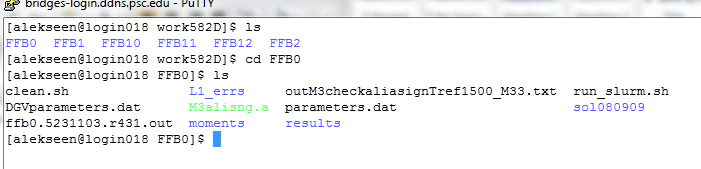 bridges-login.ddns.psc.edu - PuTTY
[alekseen@login018 work582D]$ ls
FFB0 FFB1 FFB10 FFB11 FFB12 FFB2
[alekseen@login018 work582D]$ cd FFB0
[alekseen@login018 FFB0]$ ls
clean.sh L1_errs outM3checkaliasignTref1500_M33.txt run_slurm.sh
DGVparameters.dat M3alisng.a parameters.dat sol080909
ffb0.5231103.r431.out moments results
[alekseen@login018 FFB0]$